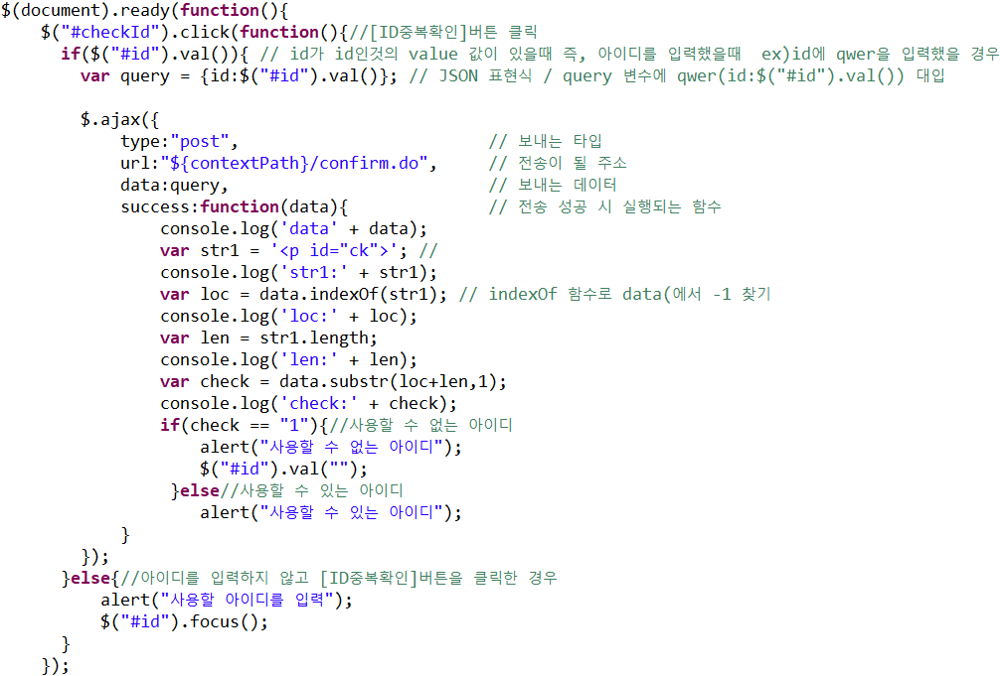 $(document).ready(function(){
    $("#checkId").click(function(){//[ID중복확인]버튼 클릭
      if($("#id").val()){ // id가 id인것의 value 값이 있을때 즉, 아이디를 입력했을때  ex)id에 qwer을 입력했을 경우
        var query = {id:$("#id").val()}; // JSON 표현식 / query 변수에 qwer(id:$("#id").val()) 대입

        $.ajax({
            type:"post",                         // 보내는 타입
            url:"${contextPath}/confirm.do",     // 전송이 될 주소
            data:query,                          // 보내는 데이터
            success:function(data){              // 전송 성공 시 실행되는 함수
                console.log('data' + data);
                var str1 = '<p id="ck">'; //
                console.log('str1:' + str1);
                var loc = data.indexOf(str1); // indexOf 함수로 data(에서 -1 찾기
                console.log('loc:' + loc);
                var len = str1.length;
                console.log('len:' + len);
                var check = data.substr(loc+len,1);
                console.log('check:' + check);
                if(check == "1"){//사용할 수 없는 아이디
                    alert("사용할 수 없는 아이디");
                    $("#id").val("");
                 }else//사용할 수 있는 아이디
                    alert("사용할 수 있는 아이디");
            }
        });
      }else{//아이디를 입력하지 않고 [ID중복확인]버튼을 클릭한 경우
          alert("사용할 아이디를 입력");
          $("#id").focus();
      }
    });